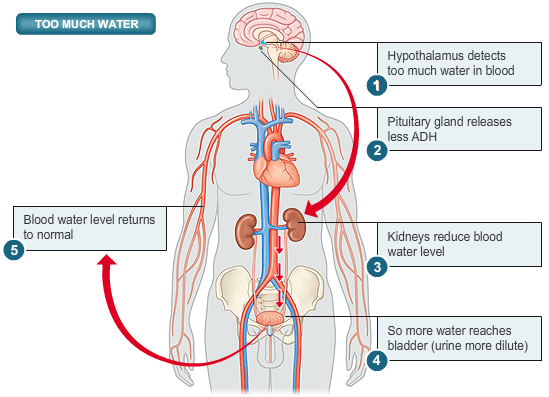 TOO MUCH WATER
Hypothalamus detects
too much water in blood
1
Pituitary gland releases
less ADH
2
Kidneys reduce blood
water level
3
So more water reaches
bladder (urine more dilute)
4
Blood water level returns
to normal
5